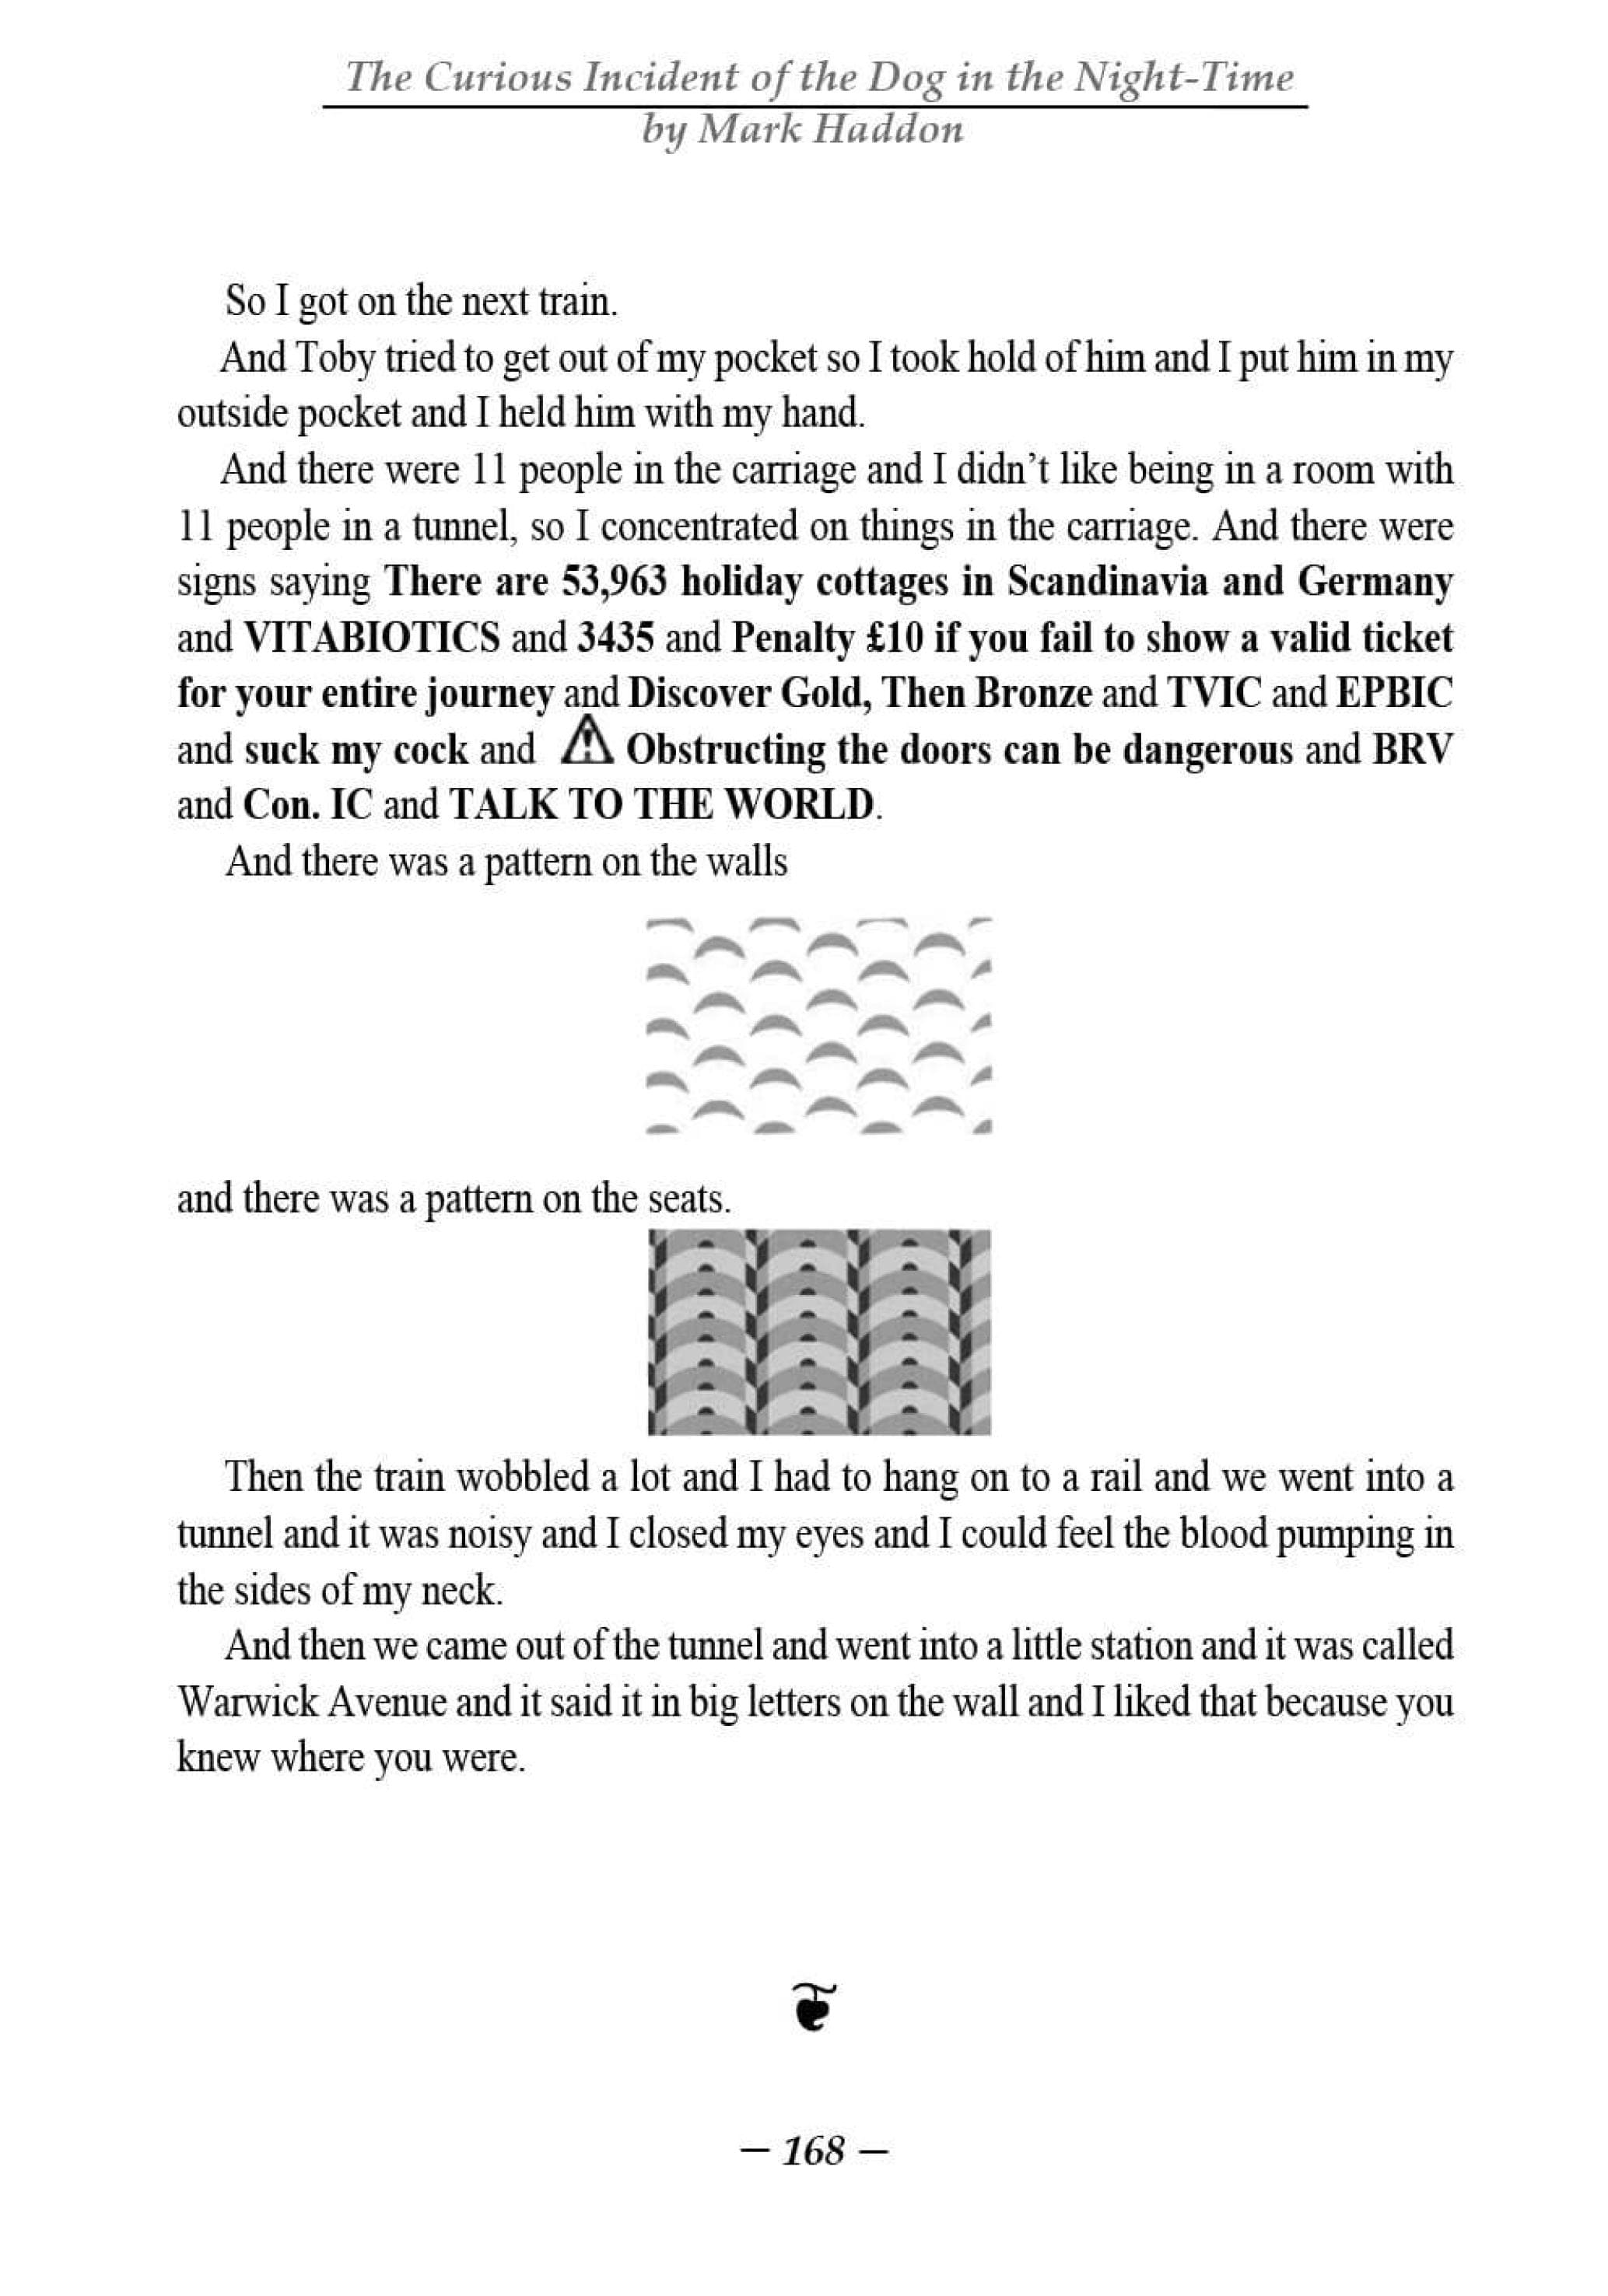 The Curious Incident of the Dog in the Night-Time
by Mark Haddon
So I got on the next train.
And Toby tried to get out of my pocket so I took hold of him and I put him in my
outside pocket and I held him with my hand.
And there were 11 people in the carriage and I didn’t like being in a room with
11 people in a tunnel, so I concentrated on things in the carriage. And there were
signs saying There are 53,963 holiday cottages in Scandinavia and Germany
and VITABIOTICS and 3435 and Penalty £10 if you fail to show a valid ticket
for your entire journey and Discover Gold, Then Bronze and TVIC and EPBIC
and suck my cock and ⚠ Obstructing the doors can be dangerous and BRV
and Con. IC and TALK TO THE WORLD.
And there was a pattern on the walls
and there was a pattern on the seats.
Then the train wobbled a lot and I had to hang on to a rail and we went into a
tunnel and it was noisy and I closed my eyes and I could feel the blood pumping in
the sides of my neck.
And then we came out of the tunnel and went into a little station and it was called
Warwick Avenue and it said it in big letters on the wall and I liked that because you
knew where you were.
– 168 –